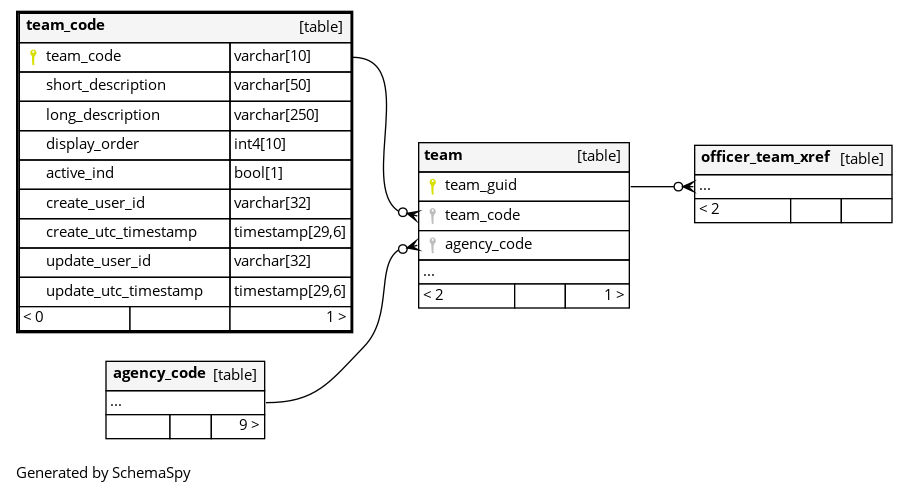 team_code [table]
team_code varchar[10]
short_description varchar[50]
long_description varchar[250]
display_order int4[10]
active_ind bool[1]
create_user_id varchar[32]
create_utc_timestamp timestamp[29,6]
update_user_id varchar[32]
update_utc_timestamp timestamp[29,6]
< 0 1 >
agency_code [table]
...
9 >
team [table]
team_guid
team_code
agency_code
...
< 2 1 >
officer_team_xref [table]
...
< 2
Generated by SchemaSpy